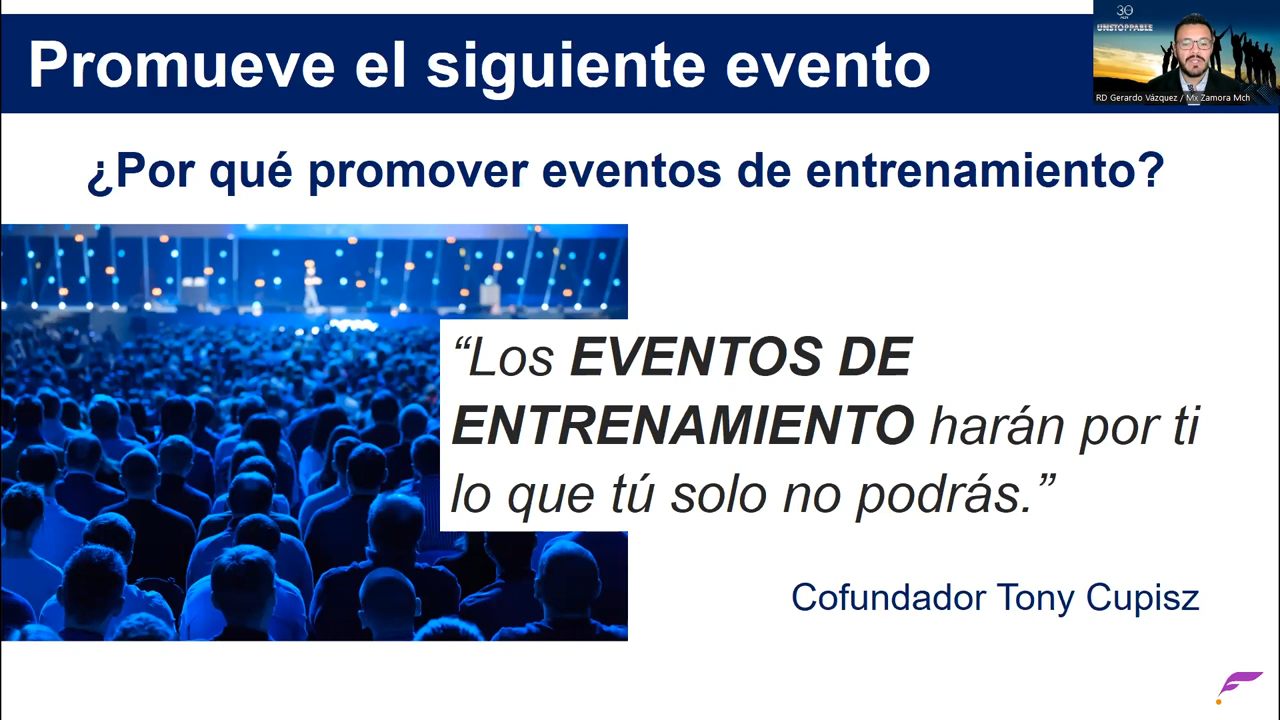 Promueve el siguiente evento
30
UNSTOPPABLE
RD Gerardo Vázquez / Mx Zamora Mch
¿Por qué promover eventos de entrenamiento?
“Los EVENTOS DE
ENTRENAMIENTO harán por ti
lo que tú solo no podrás.”
Cofundador Tony Cupisz